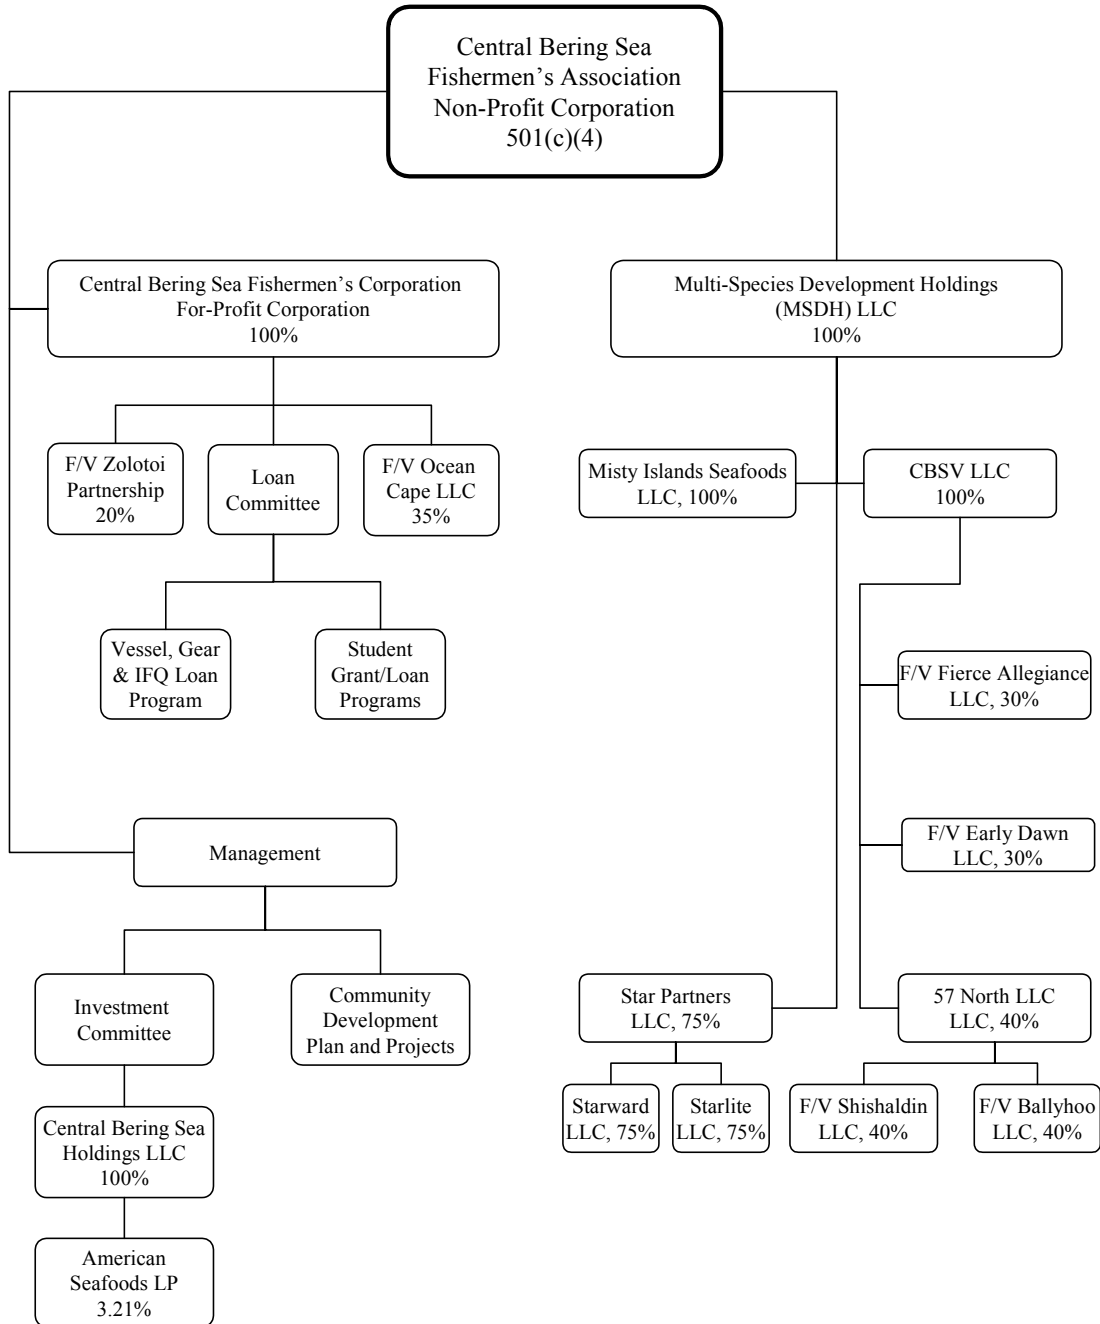 Central Bering Sea
Fishermen’s Association
Non-Profit Corporation
501(c)(4)
Central Bering Sea Fishermen’s Corporation
For-Profit Corporation
100%
Multi-Species Development Holdings
(MSDH) LLC
100%
F/V Zolotoi
Partnership
20%
Loan
Committee
F/V Ocean
Cape LLC
35%
Misty Islands Seafoods
LLC, 100%
CBSV LLC
100%
Vessel, Gear
& IFQ Loan
Program
Student
Grant/Loan
Programs
F/V Fierce Allegiance
LLC, 30%
F/V Early Dawn
LLC, 30%
Management
Investment
Committee
Community
Development
Plan and Projects
Star Partners
LLC, 75%
57 North LLC
LLC, 40%
Starward
LLC, 75%
Starlite
LLC, 75%
F/V Shishaldin
LLC, 40%
F/V Ballyhoo
LLC, 40%
Central Bering Sea
Holdings LLC
100%
American
Seafoods LP
3.21%